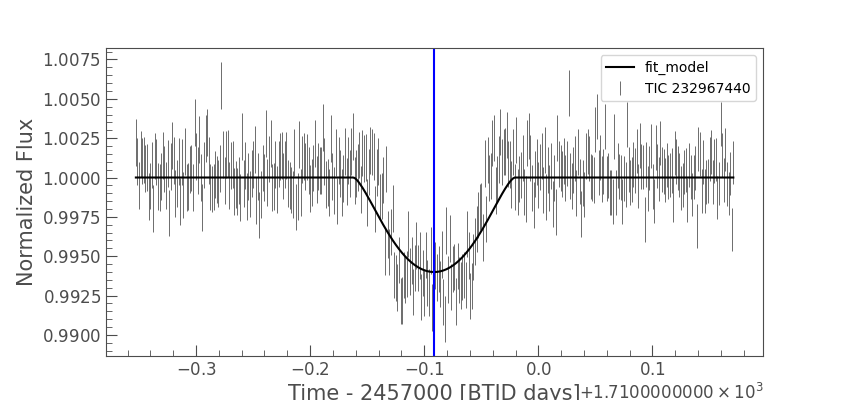 1.0075
1.0050
1.0025
1.0000
0.9975
0.9950
0.9925
0.9900
Normalized Flux
fit_model
TIC 232967440
−0.3
−0.2
−0.1
0.0
0.1
Time - 2457000 [BTJD days]
+1.7100000000 × 10³